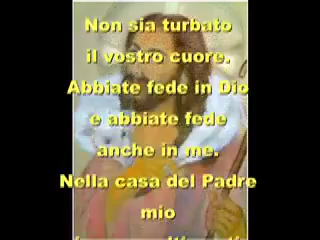 Non sia turbato
il vostro cuore.
Abbiate fede in Dio
e abbiate fede
anche in me.
Nella casa del Padre
mio